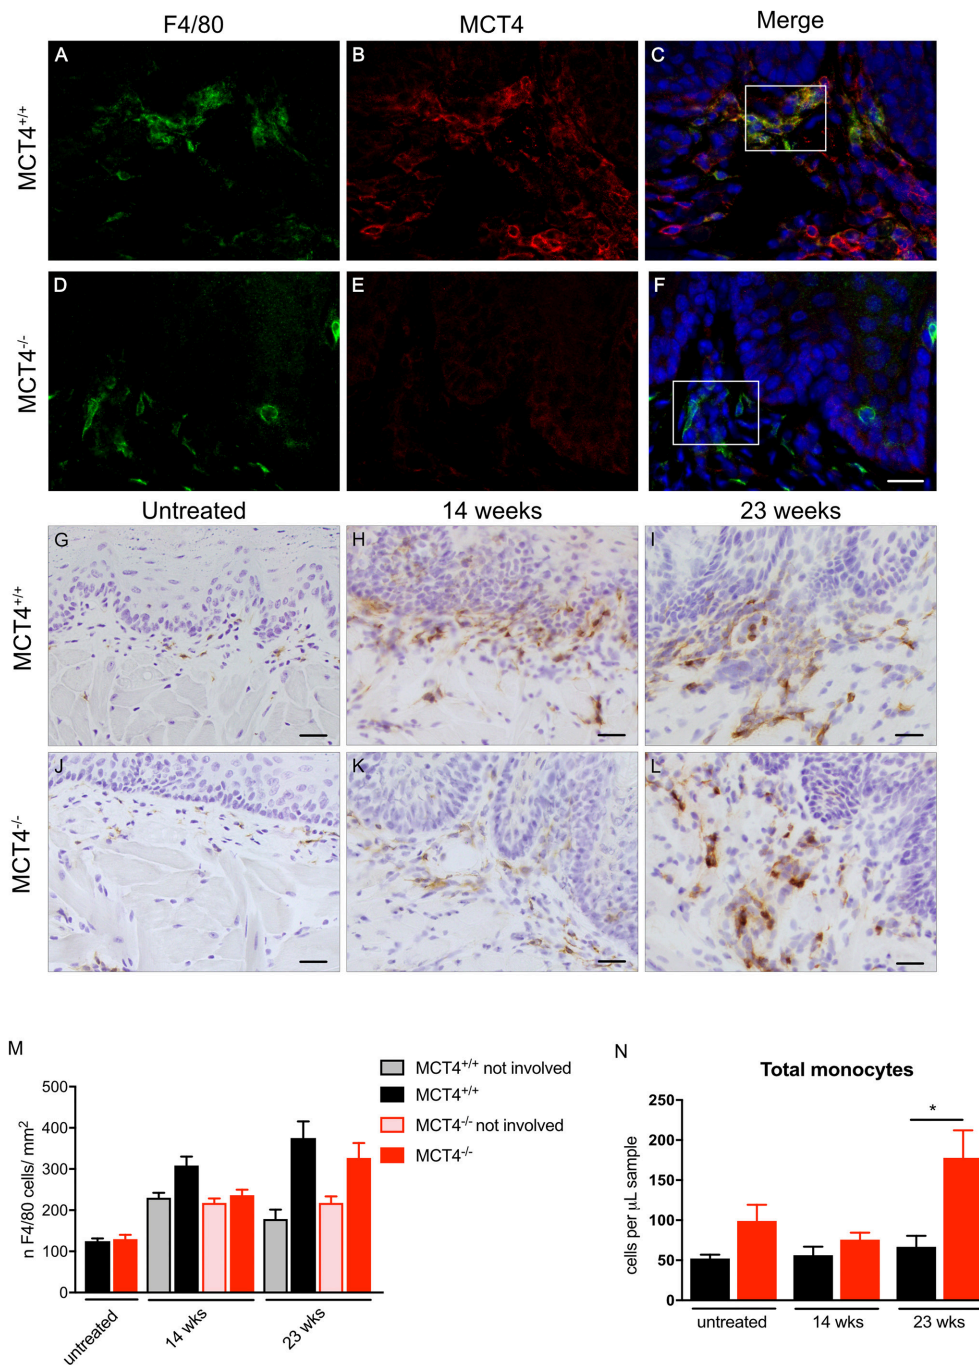 F4/80 MCT4 Merge
MCT4+/+
A B C
MCT4-/-
D E F
Untreated 14 weeks 23 weeks
MCT4+/+
G H I
MCT4-/-
J K L
M
n F4/80 cells/ mm2
500
400
300
200
100
0
untreated 14 wks 23 wks
MCT4+/+ not involved
MCT4+/+
MCT4-/- not involved
MCT4-/-
N
Total monocytes
cells per μL sample
250
200
150
100
50
0
*
untreated 14 wks 23 wks